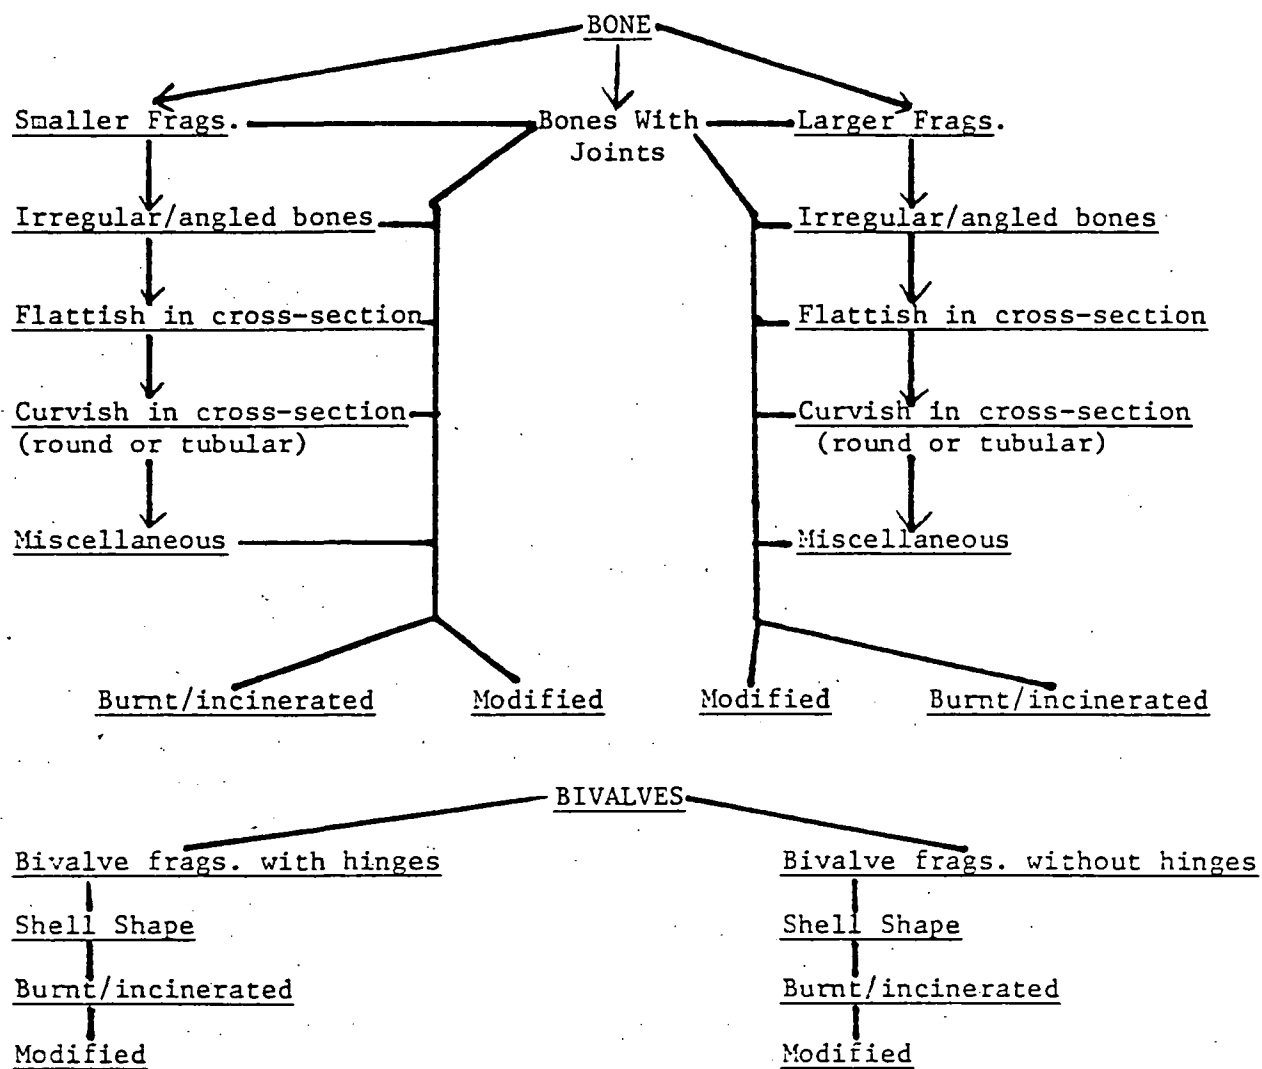 BONE
Smaller Frags.
Bones With
Joints
Larger Frags.
Irregular/angled bones
Irregular/angled bones
Flattish in cross-section
Flattish in cross-section
Curvish in cross-section
(round or tubular)
Curvish in cross-section
(round or tubular)
Miscellaneous
Miscellaneous
Burnt/incinerated
Modified
Modified
Burnt/incinerated
BIVALVES
Bivalve frags. with hinges
Bivalve frags. without hinges
Shell Shape
Shell Shape
Burnt/incinerated
Burnt/incinerated
Modified
Modified